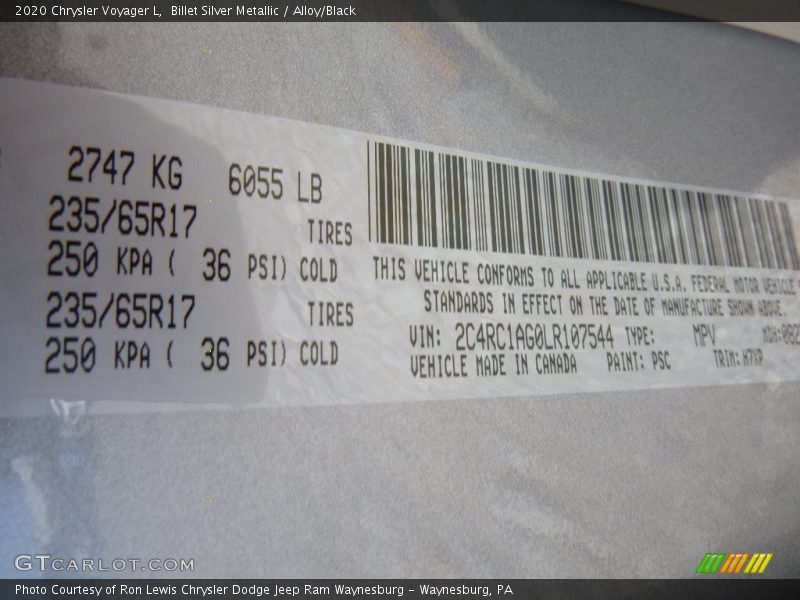 2020 Chrysler Voyager L, Billet Silver Metallic / Alloy/Black
2747 KG 6055 LB
235/65R17 TIRES
250 KPA ( 36 PSI) COLD
235/65R17 TIRES
250 KPA ( 36 PSI) COLD
THIS VEHICLE CONFORMS TO ALL APPLICABLE U.S.A. FEDERAL MOTOR VEHICLE
STANDARDS IN EFFECT ON THE DATE OF MANUFACTURE SHOWN ABOVE.
VIN: 2C4RC1AG0LR107544 TYPE: MPV
VEHICLE MADE IN CANADA PAINT: PSC TRIM:
GTCARLOT.COM
Photo Courtesy of Ron Lewis Chrysler Dodge Jeep Ram Waynesburg – Waynesburg, PA